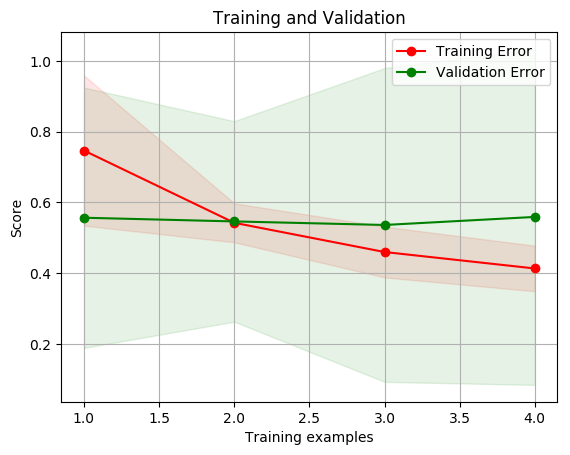 Training and Validation
Training Error
Validation Error
Score
1.0
0.8
0.6
0.4
0.2
1.0 1.5 2.0 2.5 3.0 3.5 4.0
Training examples